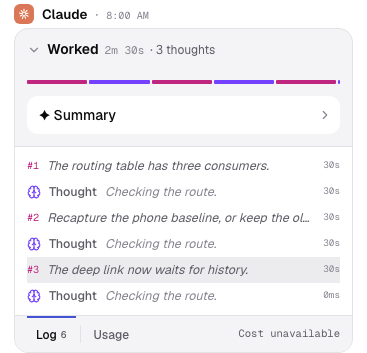 Claude · 8:00 AM
Worked 2m 30s · 3 thoughts
Summary
#1 The routing table has three consumers. 30s
Thought Checking the route. 30s
#2 Recapture the phone baseline, or keep the ol... 30s
Thought Checking the route. 30s
#3 The deep link now waits for history. 30s
Thought Checking the route. 0ms
Log 6 Usage Cost unavailable